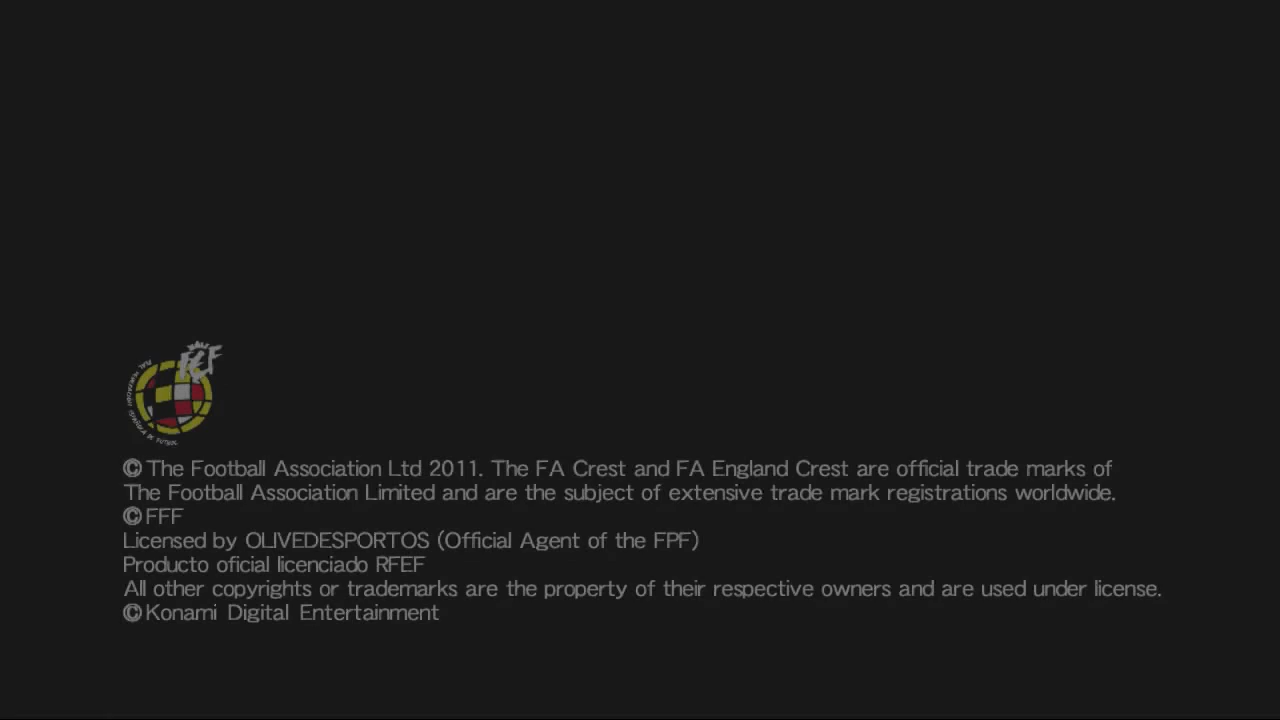 ©The Football Association Ltd 2011. The FA Crest and FA England Crest are official trade marks of
The Football Association Limited and are the subject of extensive trade mark registrations worldwide.
©FFF
Licensed by OLIVEDESPORTOS (Official Agent of the FPF)
Producto oficial licenciado RFEF
All other copyrights or trademarks are the property of their respective owners and are used under license.
©Konami Digital Entertainment